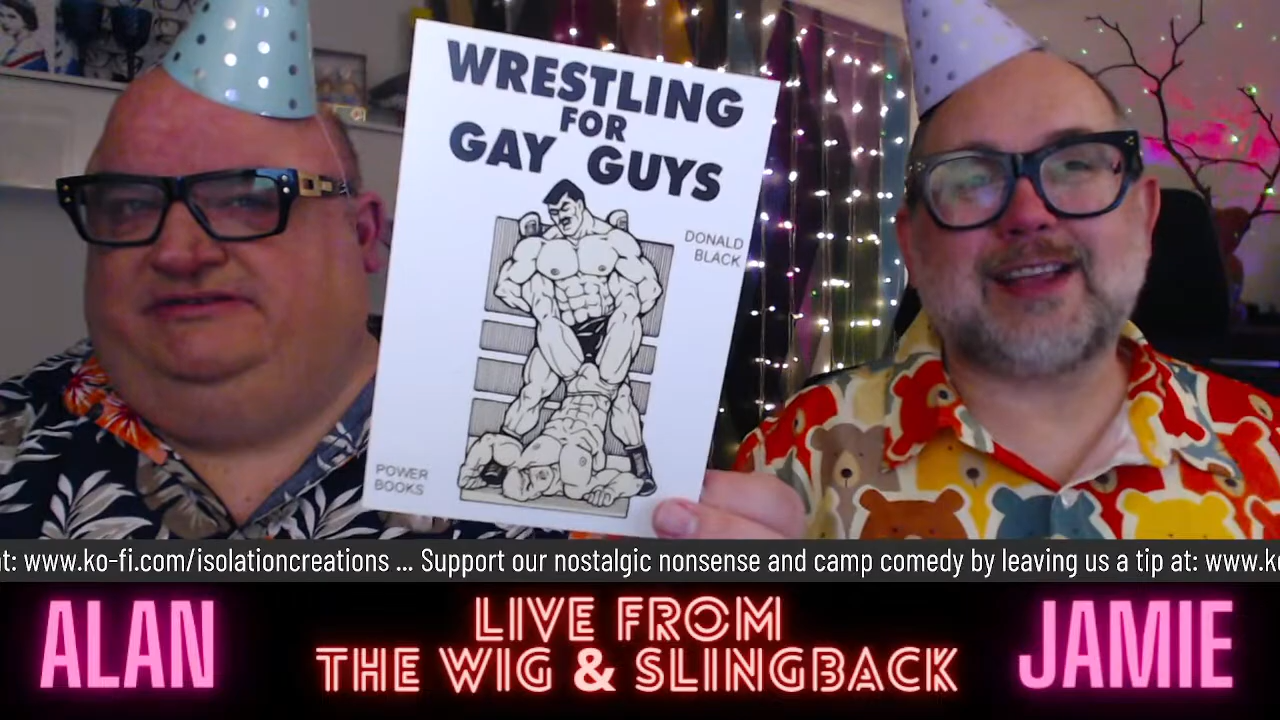 WRESTLING
FOR
GAY GUYS
DONALD
BLACK
POWER
BOOKS
at: www.ko-fi.com/isolationcreations ... Support our nostalgic nonsense and camp comedy by leaving us a tip at: www.k
ALAN
LIVE FROM
THE WIG & SLINGBACK
JAMIE